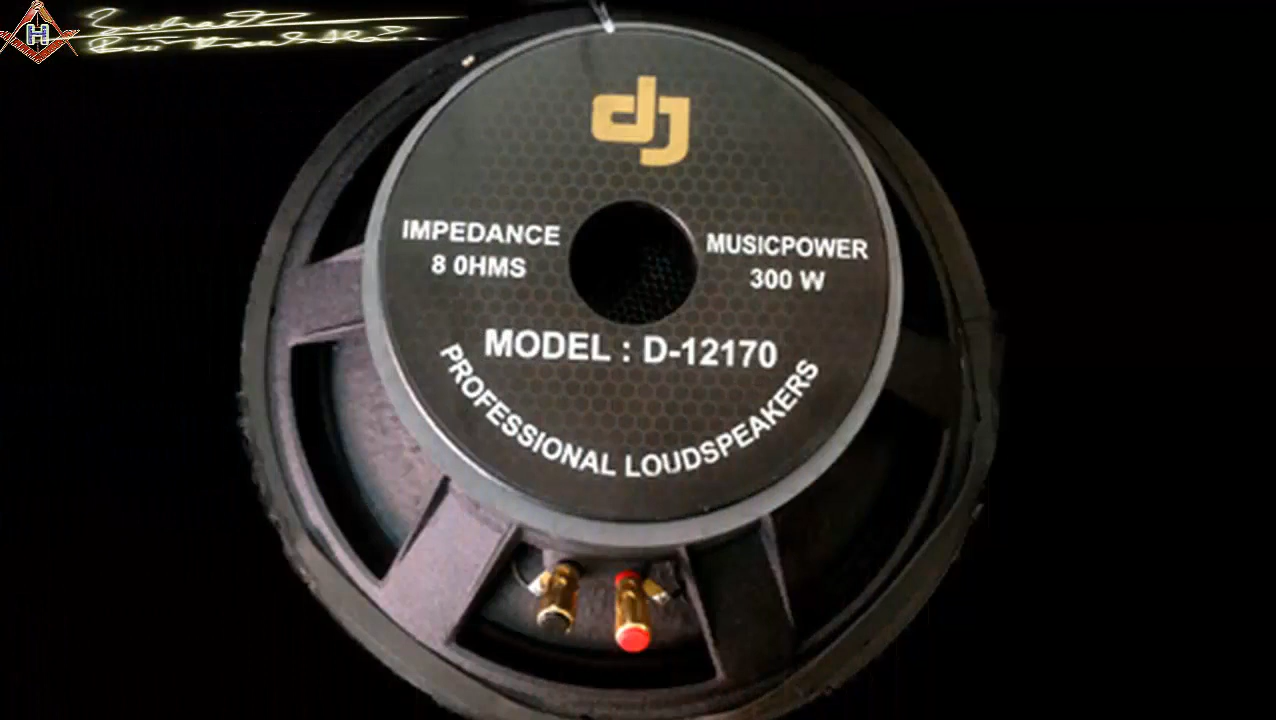 H
dj
IMPEDANCE
8 0HMS
MUSICPOWER
300 W
MODEL : D-12170
PROFESSIONAL LOUDSPEAKERS